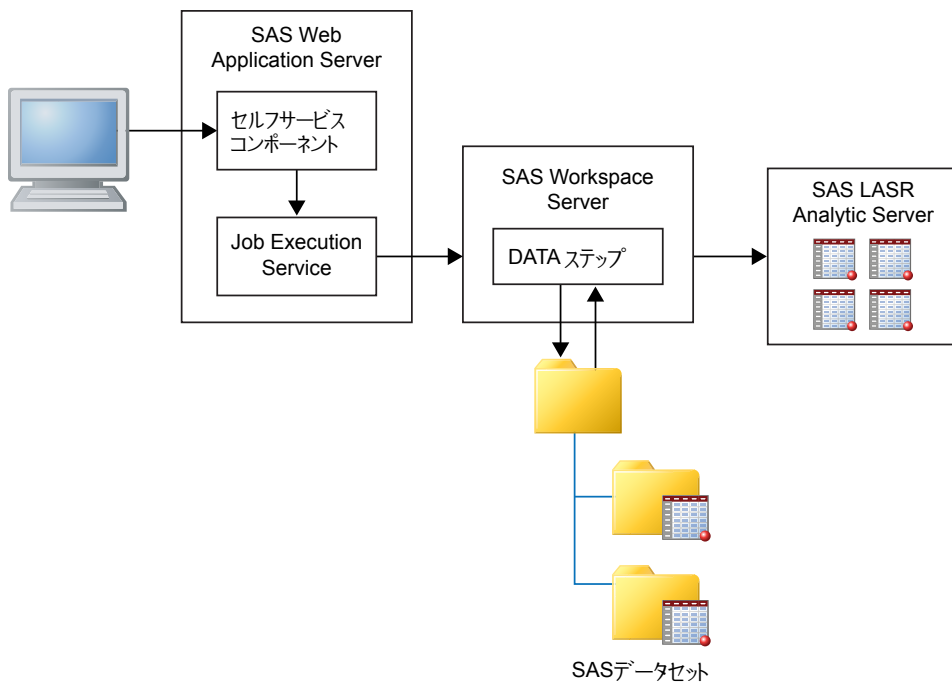 SAS Web
Application Server
セルフサービス
コンポーネント
Job Execution
Service
SAS Workspace
Server
DATA ステップ
SAS LASR
Analytic Server
SASデータセット